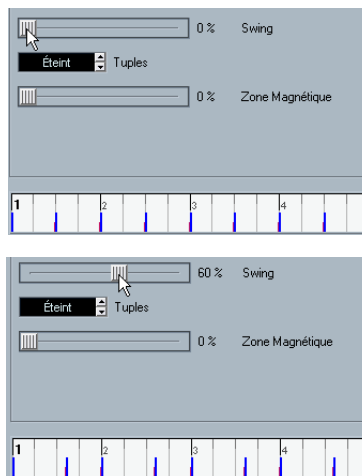 0 % Swing
Éteint Tuples
0 % Zone Magnétique
1 2 3 4
60 % Swing
Éteint Tuples
0 % Zone Magnétique
1 2 3 4